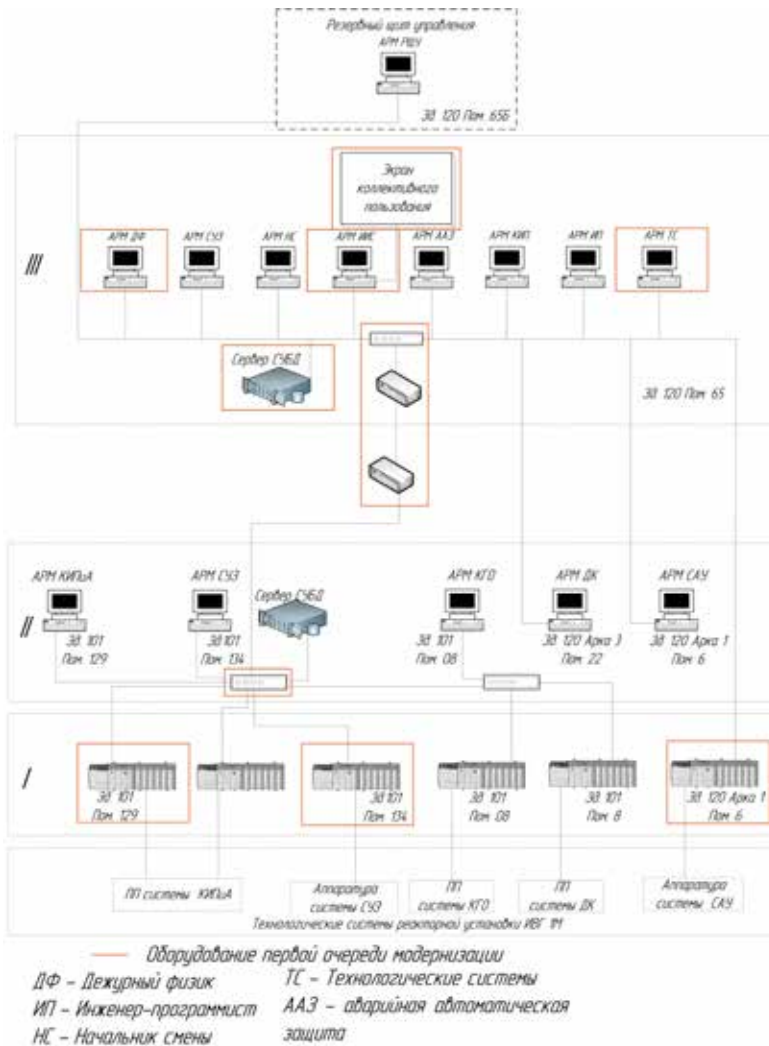 Резервный щит управления
АРМ РЩУ
Зд. 120 Пом. 65Б
Экран
коллективного
пользования
АРМ ДФ
АРМ СУЗ
АРМ НС
АРМ ИИС
АРМ ААЗ
АРМ КИП
АРМ ИП
АРМ ТС
III
Сервер СУБД
Зд. 120 Пом. 65
АРМ КИПиА
АРМ СУЗ
Сервер СУБД
АРМ КГО
АРМ ДК
АРМ САУ
II
Зд. 101
Пом. 129
Зд. 101
Пом. 134
Зд. 101
Пом. 08
Зд. 120 Арка 3
Пом. 22
Зд. 120 Арка 1
Пом. 6
I
Зд. 101
Пом. 129
Зд. 101
Пом. 134
Зд. 101
Пом. 08
Зд. 101
Пом. 8
Зд. 120 Арка 1
Пом. 6
ПП системы КИПиА
Аппаратура
системы СУЗ
ПП
системы КГО
ПП
системы ДК
Аппаратура
системы САУ
Технологические системы реакторной установки ИВГ 1М
Оборудование первой очереди модернизации
ДФ – Дежурный физик
ТС – Технологические системы
ИП – Инженер-программист
ААЗ – аварийная автоматическая
защита
НС – Начальник смены